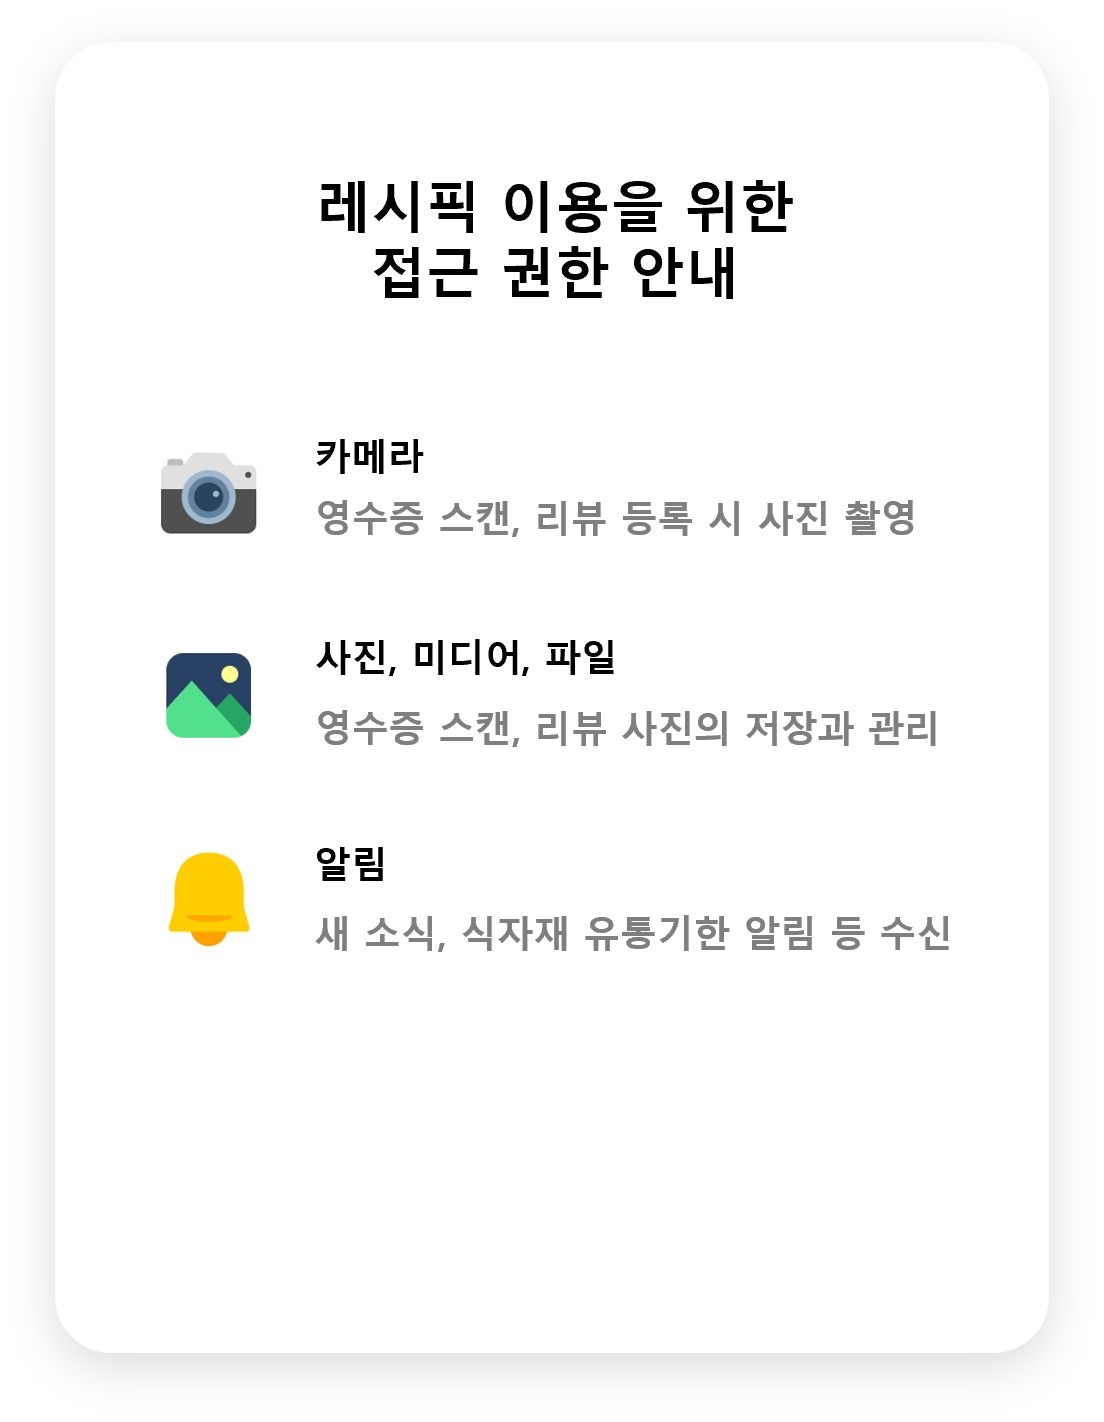 레시픽 이용을 위한
접근 권한 안내
카메라
영수증 스캔, 리뷰 등록 시 사진 촬영
사진, 미디어, 파일
영수증 스캔, 리뷰 사진의 저장과 관리
알림
새 소식, 식자재 유통기한 알림 등 수신